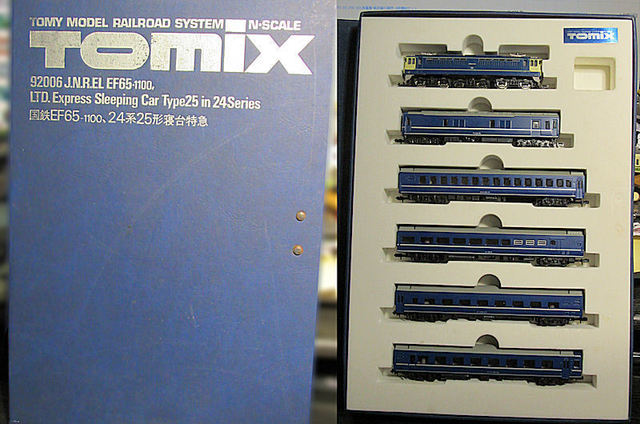 TOMY MODEL RAILROAD SYSTEM N·SCALE
TOMIX
92006 J.N.R.EL EF65-1100,
LTD. Express Sleeping Car Type25 in 24Series
国鉄EF65-1100、24系25形寝台特急
TOMIX